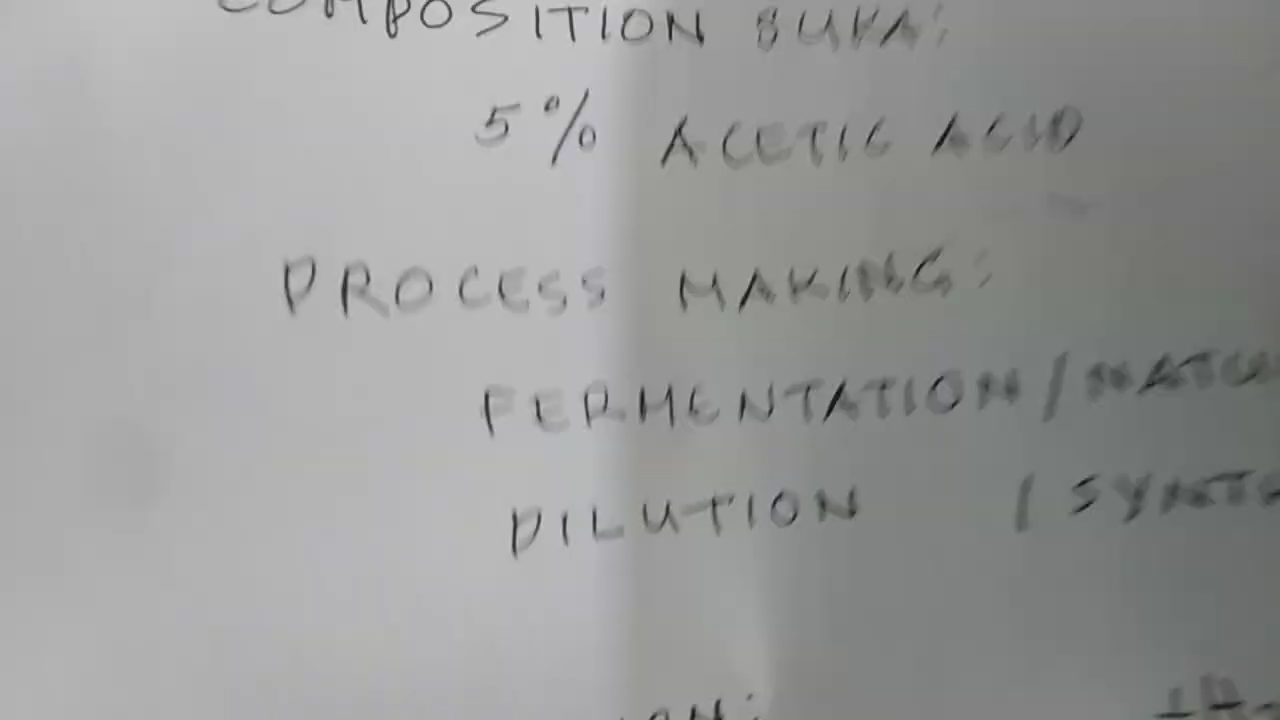 COMPOSITION SUKA:
5% ACETIC ACID
PROCESS MAKING:
FERMENTATION /
DILUTION /